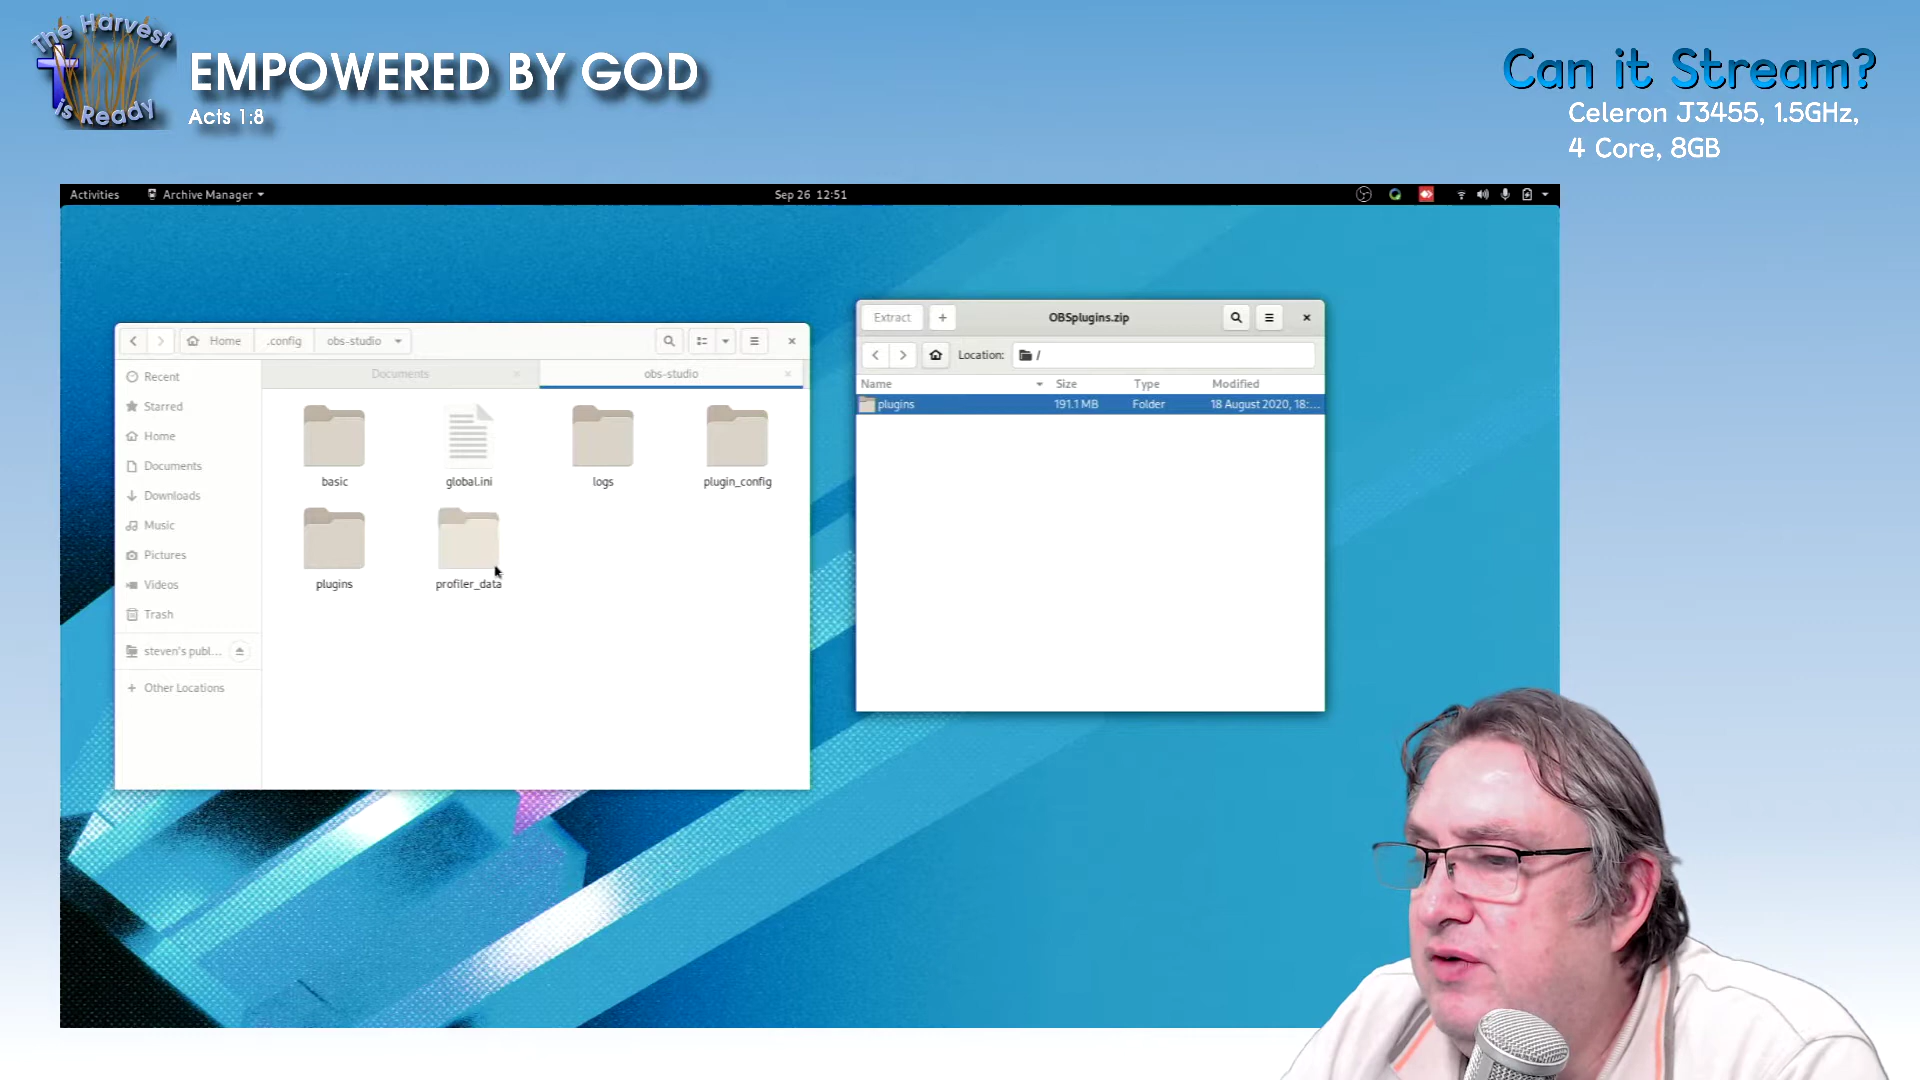 The Harvest
is Ready
EMPOWERED BY GOD
Acts 1:8
Can it Stream?
Celeron J3455, 1.5GHz,
4 Core, 8GB
Activities Archive Manager Sep 26 12:51
Home .config obs-studio
Documents obs-studio
Recent
Starred
Home
Documents
Downloads
Music
Pictures
Videos
Trash
steven's publ...
Other Locations
basic global.ini logs plugin_config
plugins profiler_data
Extract OBSplugins.zip
Location: /
Name Size Type Modified
plugins 191.1 MB Folder 18 August 2020, 18:...